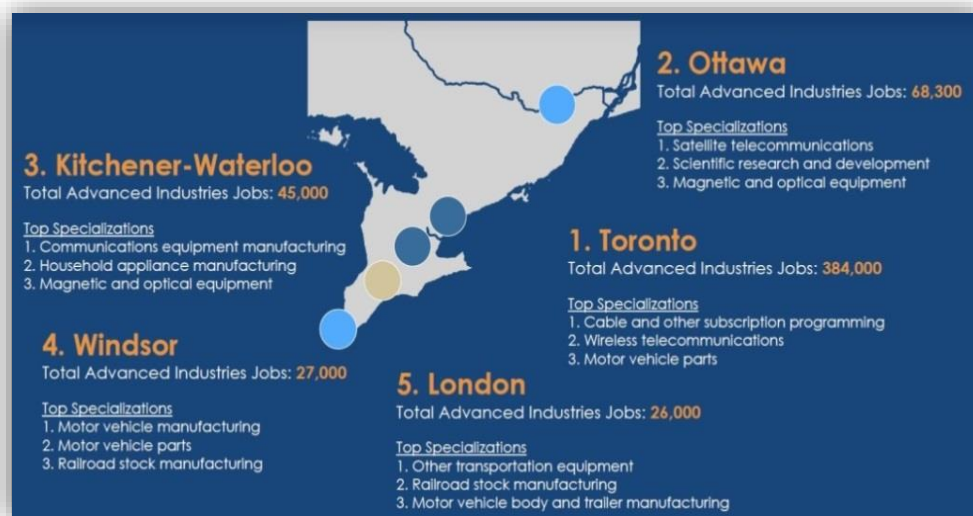 2. Ottawa
Total Advanced Industries Jobs: 68,300
Top Specializations
1. Satellite telecommunications
2. Scientific research and development
3. Magnetic and optical equipment
3. Kitchener-Waterloo
Total Advanced Industries Jobs: 45,000
Top Specializations
1. Communications equipment manufacturing
2. Household appliance manufacturing
3. Magnetic and optical equipment
1. Toronto
Total Advanced Industries Jobs: 384,000
Top Specializations
1. Cable and other subscription programming
2. Wireless telecommunications
3. Motor vehicle parts
4. Windsor
Total Advanced Industries Jobs: 27,000
Top Specializations
1. Motor vehicle manufacturing
2. Motor vehicle parts
3. Railroad stock manufacturing
5. London
Total Advanced Industries Jobs: 26,000
Top Specializations
1. Other transportation equipment
2. Railroad stock manufacturing
3. Motor vehicle body and trailer manufacturing